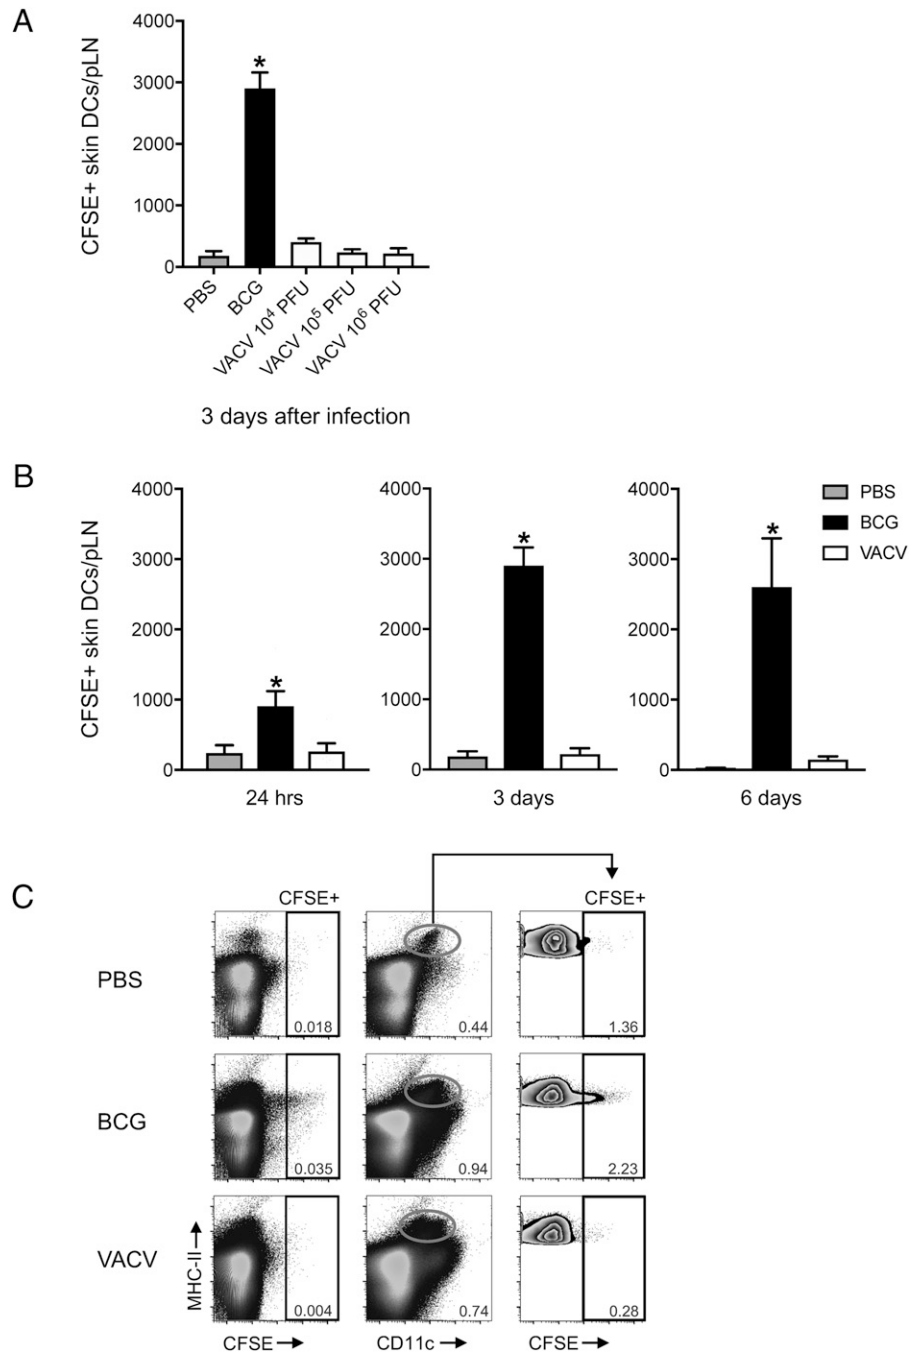 A
CFSE+ skin DCs/pLN
4000
3000
2000
1000
0
*
PBS
BCG
VACV 10⁴ PFU
VACV 10⁵ PFU
VACV 10⁶ PFU
3 days after infection
B
CFSE+ skin DCs/pLN
4000
3000
2000
1000
0
*
24 hrs
4000
3000
2000
1000
0
*
3 days
4000
3000
2000
1000
0
*
6 days
PBS
BCG
VACV
C
CFSE+
CFSE+
PBS
0.018
0.44
1.36
BCG
0.035
0.94
2.23
VACV
MHC-II
0.004
0.74
0.28
CFSE
CD11c
CFSE